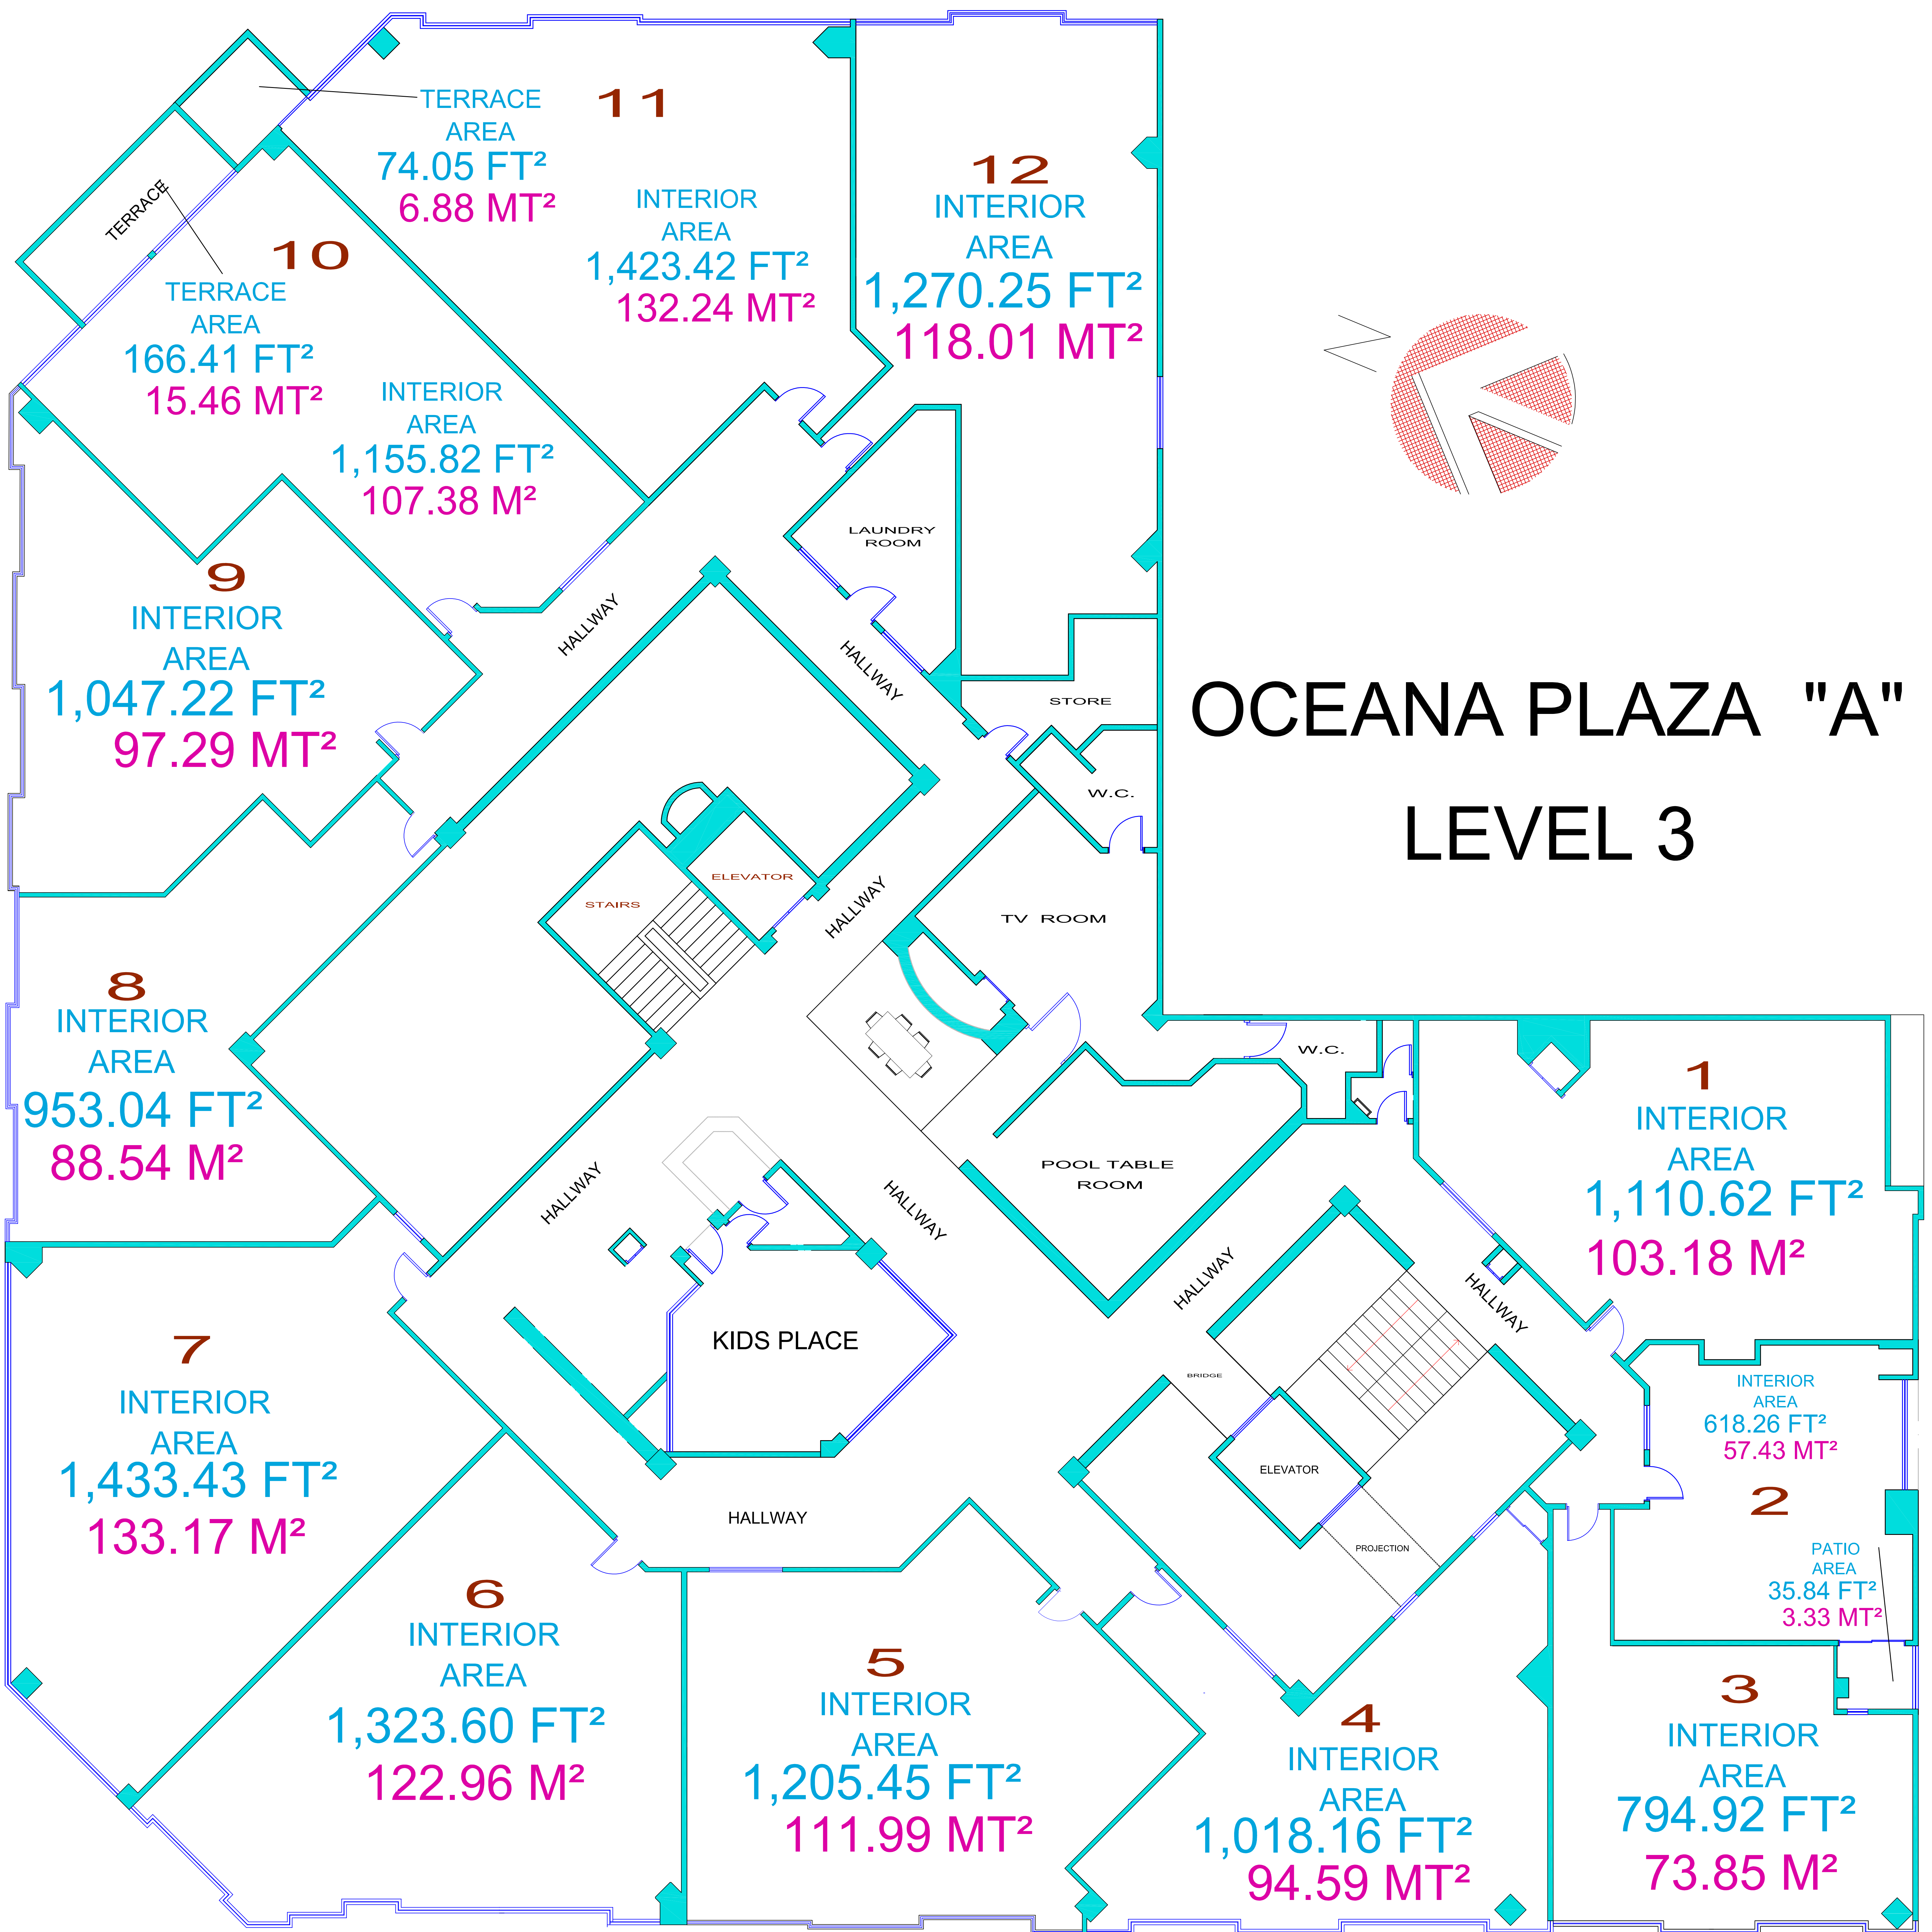 OCEANA PLAZA "A"
LEVEL 3
11
TERRACE
AREA
74.05 FT²
6.88 MT²
INTERIOR
AREA
1,423.42 FT²
132.24 MT²
12
INTERIOR
AREA
1,270.25 FT²
118.01 MT²
TERRACE
10
TERRACE
AREA
166.41 FT²
15.46 MT²
INTERIOR
AREA
1,155.82 FT²
107.38 M²
9
INTERIOR
AREA
1,047.22 FT²
97.29 MT²
LAUNDRY
ROOM
HALLWAY
HALLWAY
STORE
W.C.
ELEVATOR
STAIRS
HALLWAY
TV ROOM
8
INTERIOR
AREA
953.04 FT²
88.54 M²
W.C.
1
INTERIOR
AREA
1,110.62 FT²
103.18 M²
POOL TABLE
ROOM
HALLWAY
HALLWAY
HALLWAY
HALLWAY
KIDS PLACE
BRIDGE
ELEVATOR
PROJECTION
HALLWAY
7
INTERIOR
AREA
1,433.43 FT²
133.17 M²
INTERIOR
AREA
618.26 FT²
57.43 MT²
2
PATIO
AREA
35.84 FT²
3.33 MT²
6
INTERIOR
AREA
1,323.60 FT²
122.96 M²
5
INTERIOR
AREA
1,205.45 FT²
111.99 MT²
4
INTERIOR
AREA
1,018.16 FT²
94.59 MT²
3
INTERIOR
AREA
794.92 FT²
73.85 M²